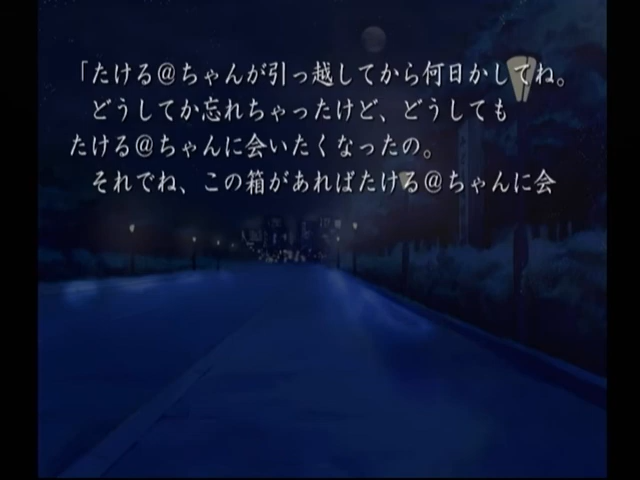 「たける＠ちゃんが引っ越してから何日かしてね。
どうしてか忘れちゃったけど、どうしても
たける＠ちゃんに会いたくなったの。
それでね、この箱があればたける＠ちゃんに会